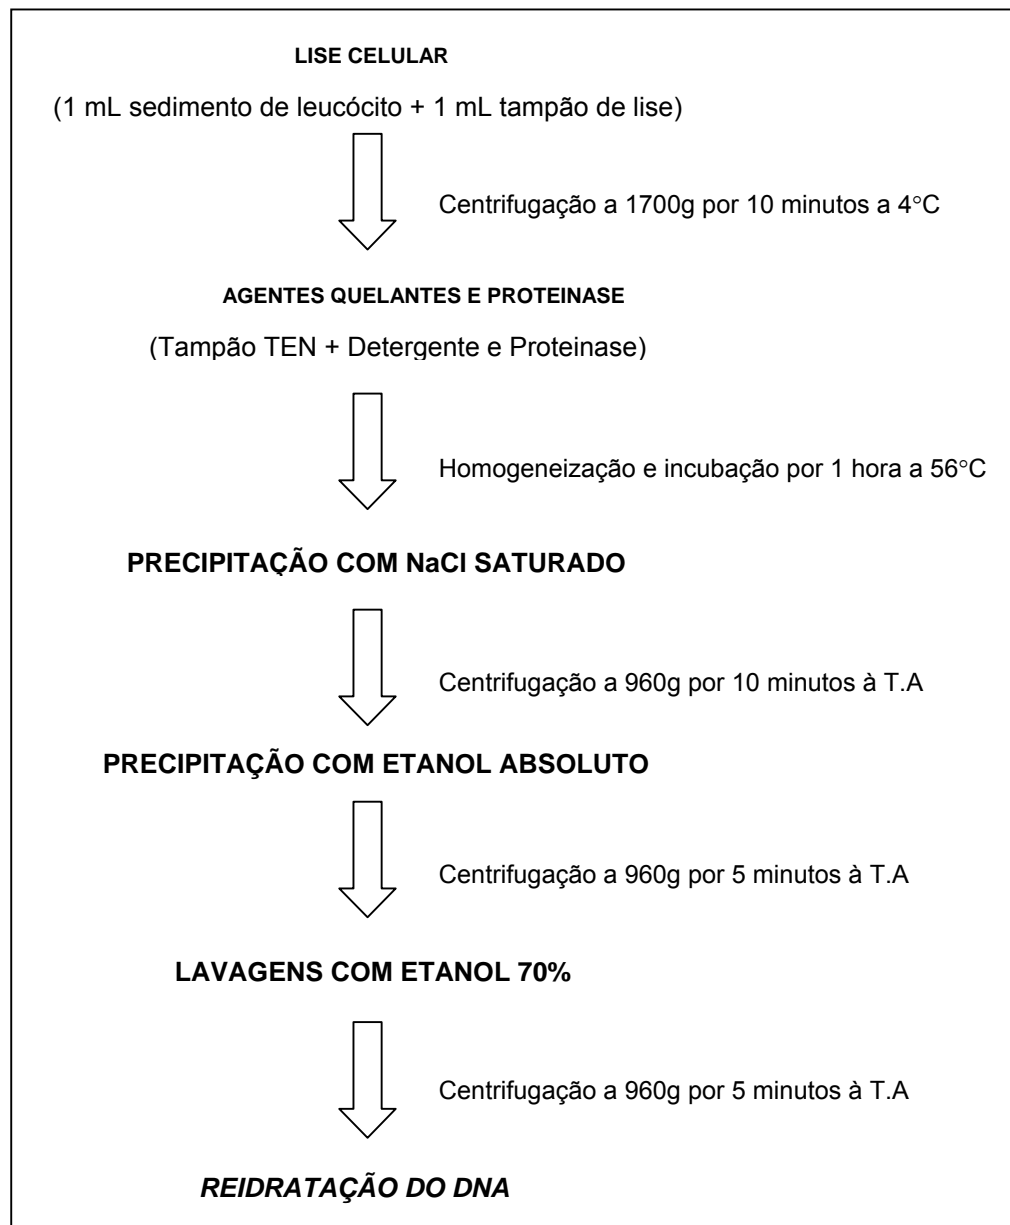 LISE CELULAR
(1 mL sedimento de leucócito + 1 mL tampão de lise)
Centrifugação a 1700g por 10 minutos a 4°C
AGENTES QUELANTES E PROTEINASE
(Tampão TEN + Detergente e Proteinase)
Homogeneização e incubação por 1 hora a 56°C
PRECIPITAÇÃO COM NaCl SATURADO
Centrifugação a 960g por 10 minutos à T.A
PRECIPITAÇÃO COM ETANOL ABSOLUTO
Centrifugação a 960g por 5 minutos à T.A
LAVAGENS COM ETANOL 70%
Centrifugação a 960g por 5 minutos à T.A
REIDRATAÇÃO DO DNA